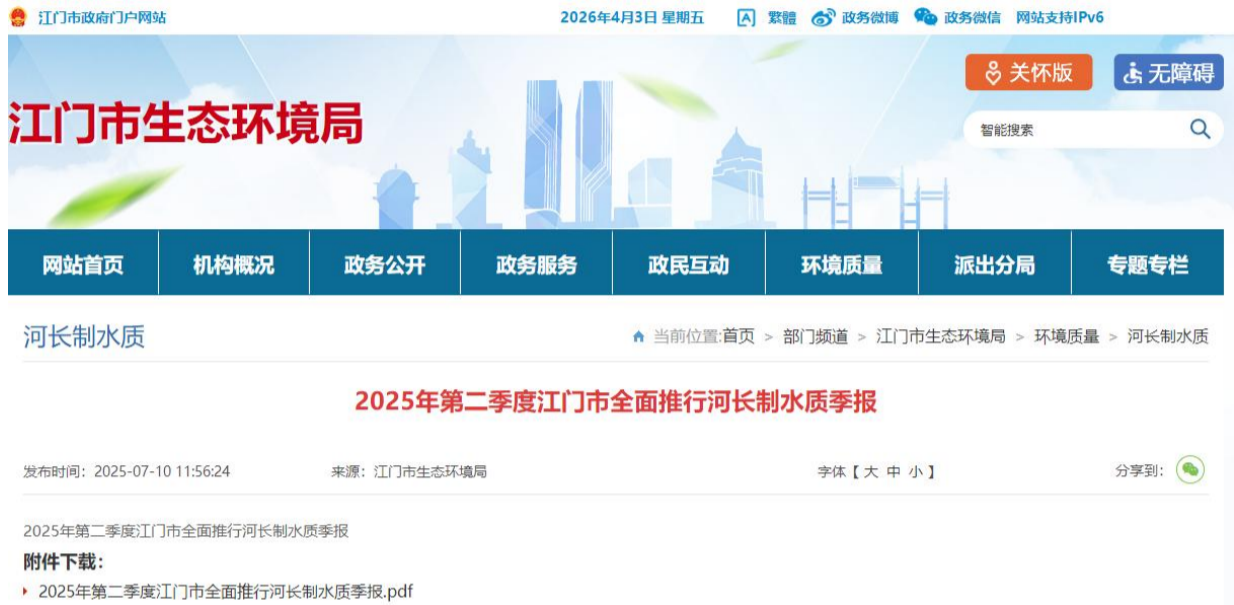 江门市政府门户网站 2026年4月3日 星期五 繁體 政务微博 政务微信 网站支持IPv6
关怀版 无障碍
江门市生态环境局
智能搜索
网站首页 机构概况 政务公开 政务服务 政民互动 环境质量 派出分局 专题专栏
河长制水质 当前位置:首页 > 部门频道 > 江门市生态环境局 > 环境质量 > 河长制水质
2025年第二季度江门市全面推行河长制水质季报
发布时间：2025-07-10 11:56:24 来源：江门市生态环境局 字体【 大 中 小 】 分享到：
2025年第二季度江门市全面推行河长制水质季报
附件下载：
2025年第二季度江门市全面推行河长制水质季报.pdf